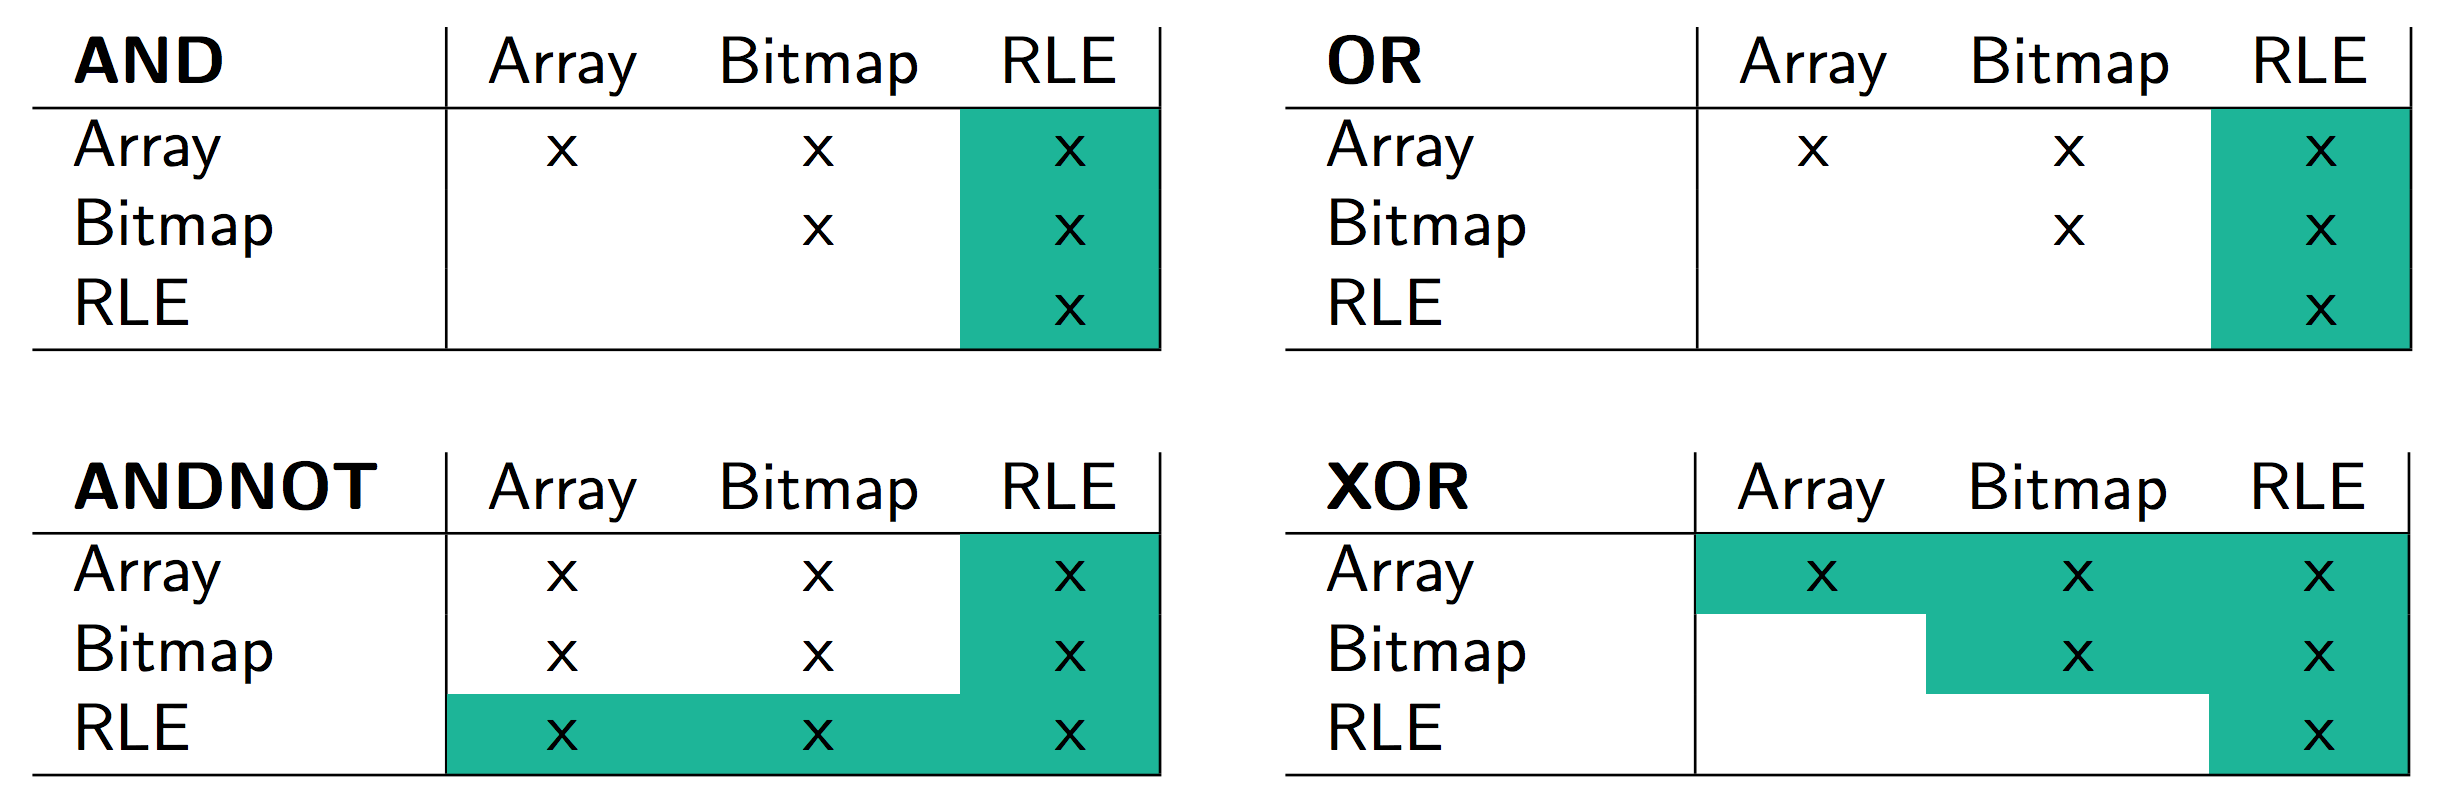 AND Array Bitmap RLE
Array x x x
Bitmap x x
RLE x
OR Array Bitmap RLE
Array x x x
Bitmap x x
RLE x
ANDNOT Array Bitmap RLE
Array x x x
Bitmap x x x
RLE x x x
XOR Array Bitmap RLE
Array x x x
Bitmap x x
RLE x